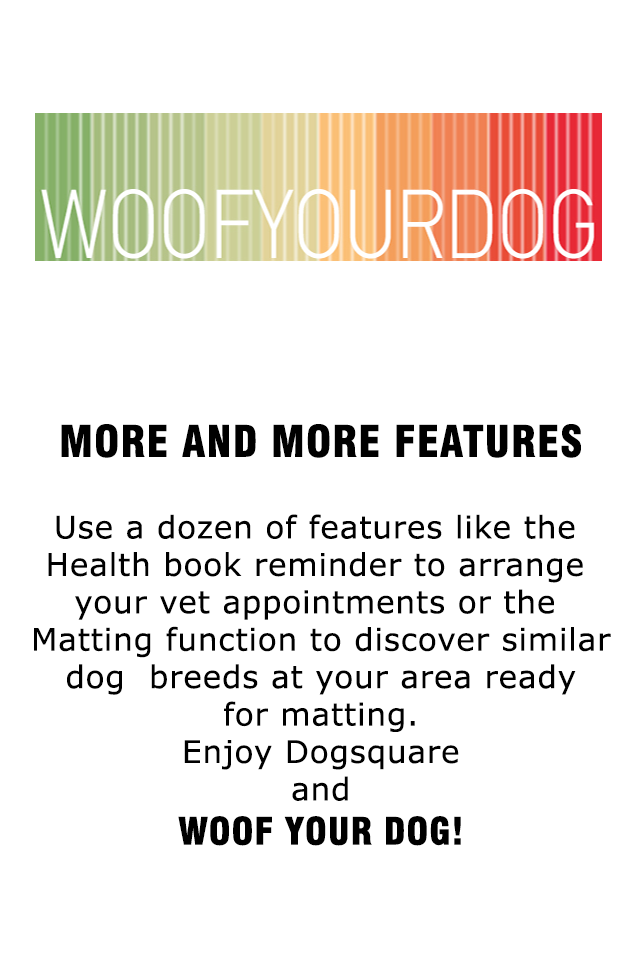 WOOFYOURDOG
MORE AND MORE FEATURES
Use a dozen of features like the
Health book reminder to arrange
your vet appointments or the
Matting function to discover similar
dog  breeds at your area ready
for matting.
Enjoy Dogsquare
and
WOOF YOUR DOG!